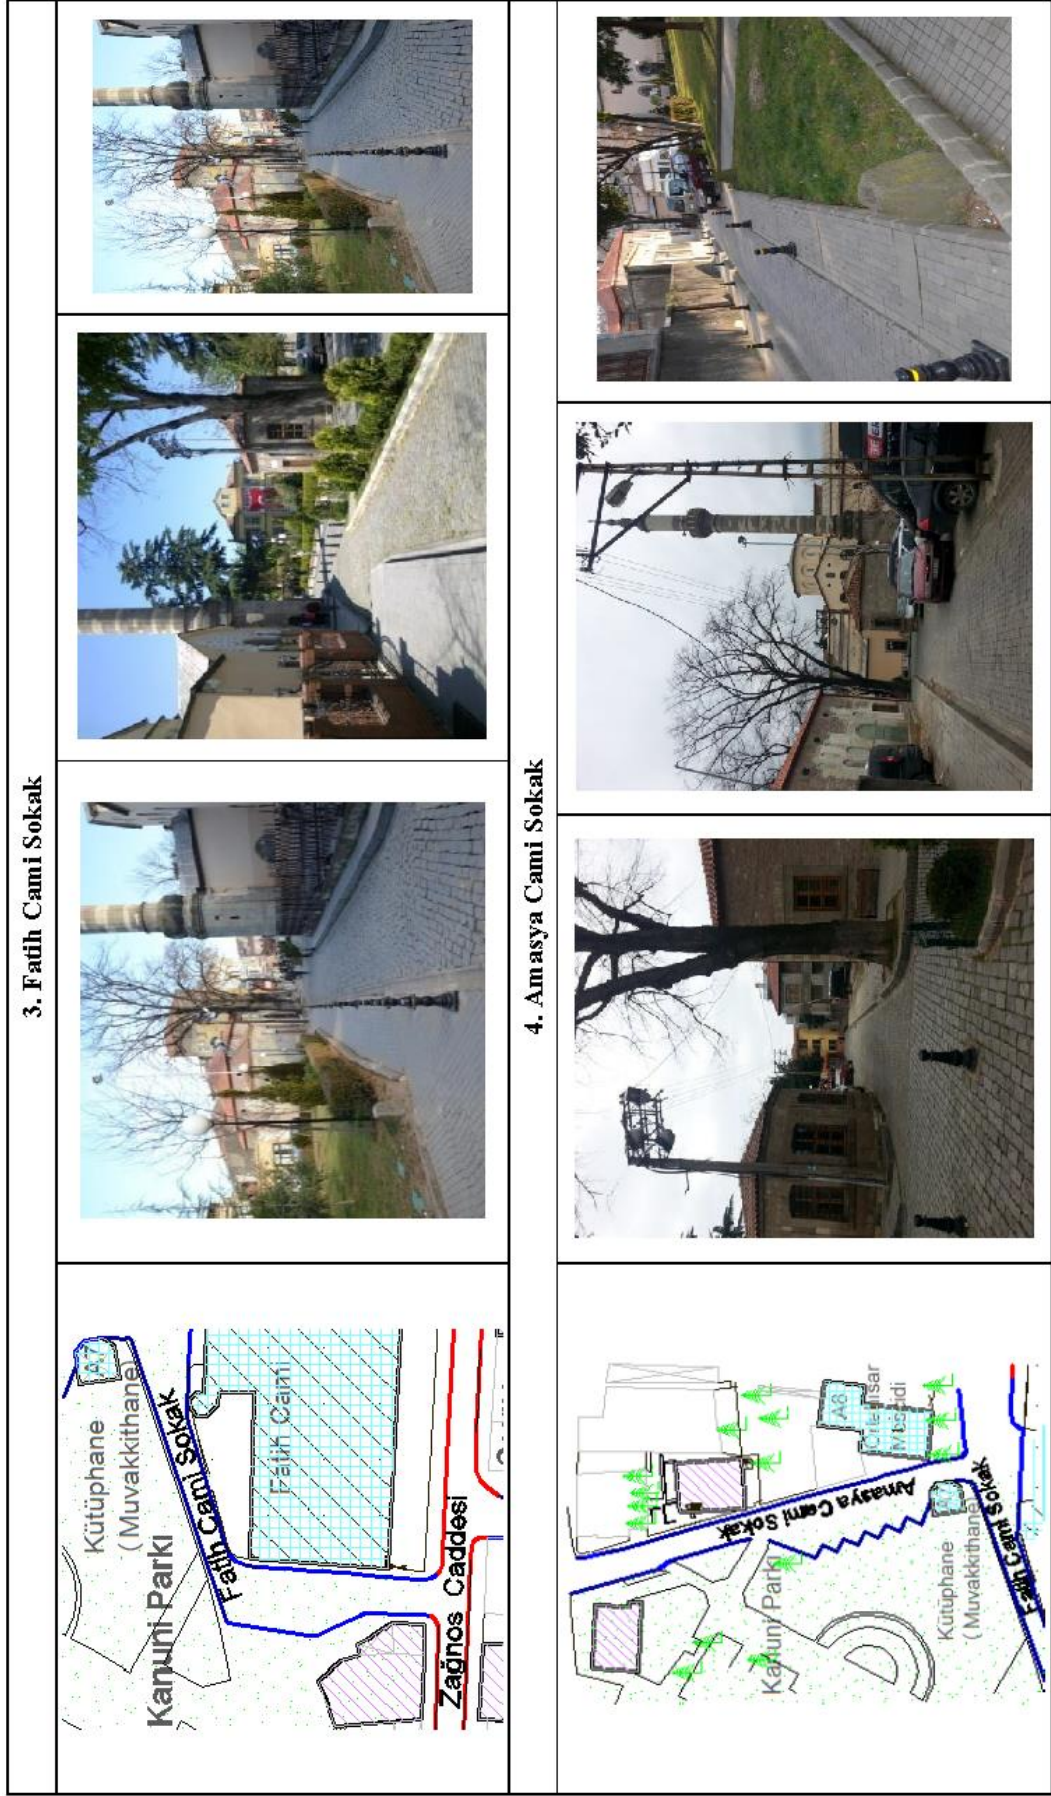 3. Fatih Cami Sokak
A7
Kütüphane
( Muvakkithane)
Kanuni Parkı
Fatih Cami Sokak
Fatih Cami
Zağnos Caddesi
4. Amasya Cami Sokak
A8
Mescidi
Amasya Cami Sokak
Kanuni Parkı
Kütüphane
( Muvakkithane)
Fatih Cami Sokak